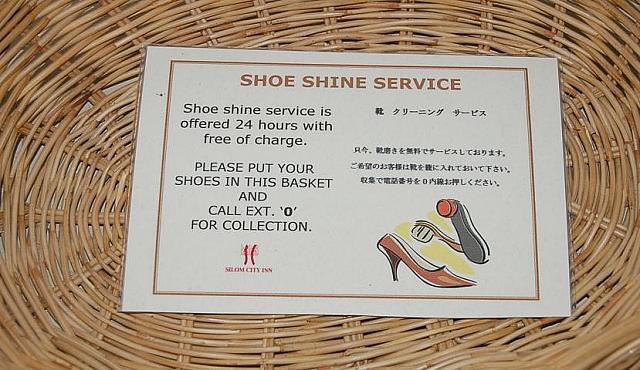 SHOE SHINE SERVICE
Shoe shine service is
offered 24 hours with
free of charge.
PLEASE PUT YOUR
SHOES IN THIS BASKET
AND
CALL EXT. ‘0’
FOR COLLECTION.
SILOM CITY INN
靴 クリーニング サービス
只今、靴磨きを無料でサービスしております。
ご希望のお客様は靴を籠に入れておいて下さい。
収集で電話番号を0内線お押しください。